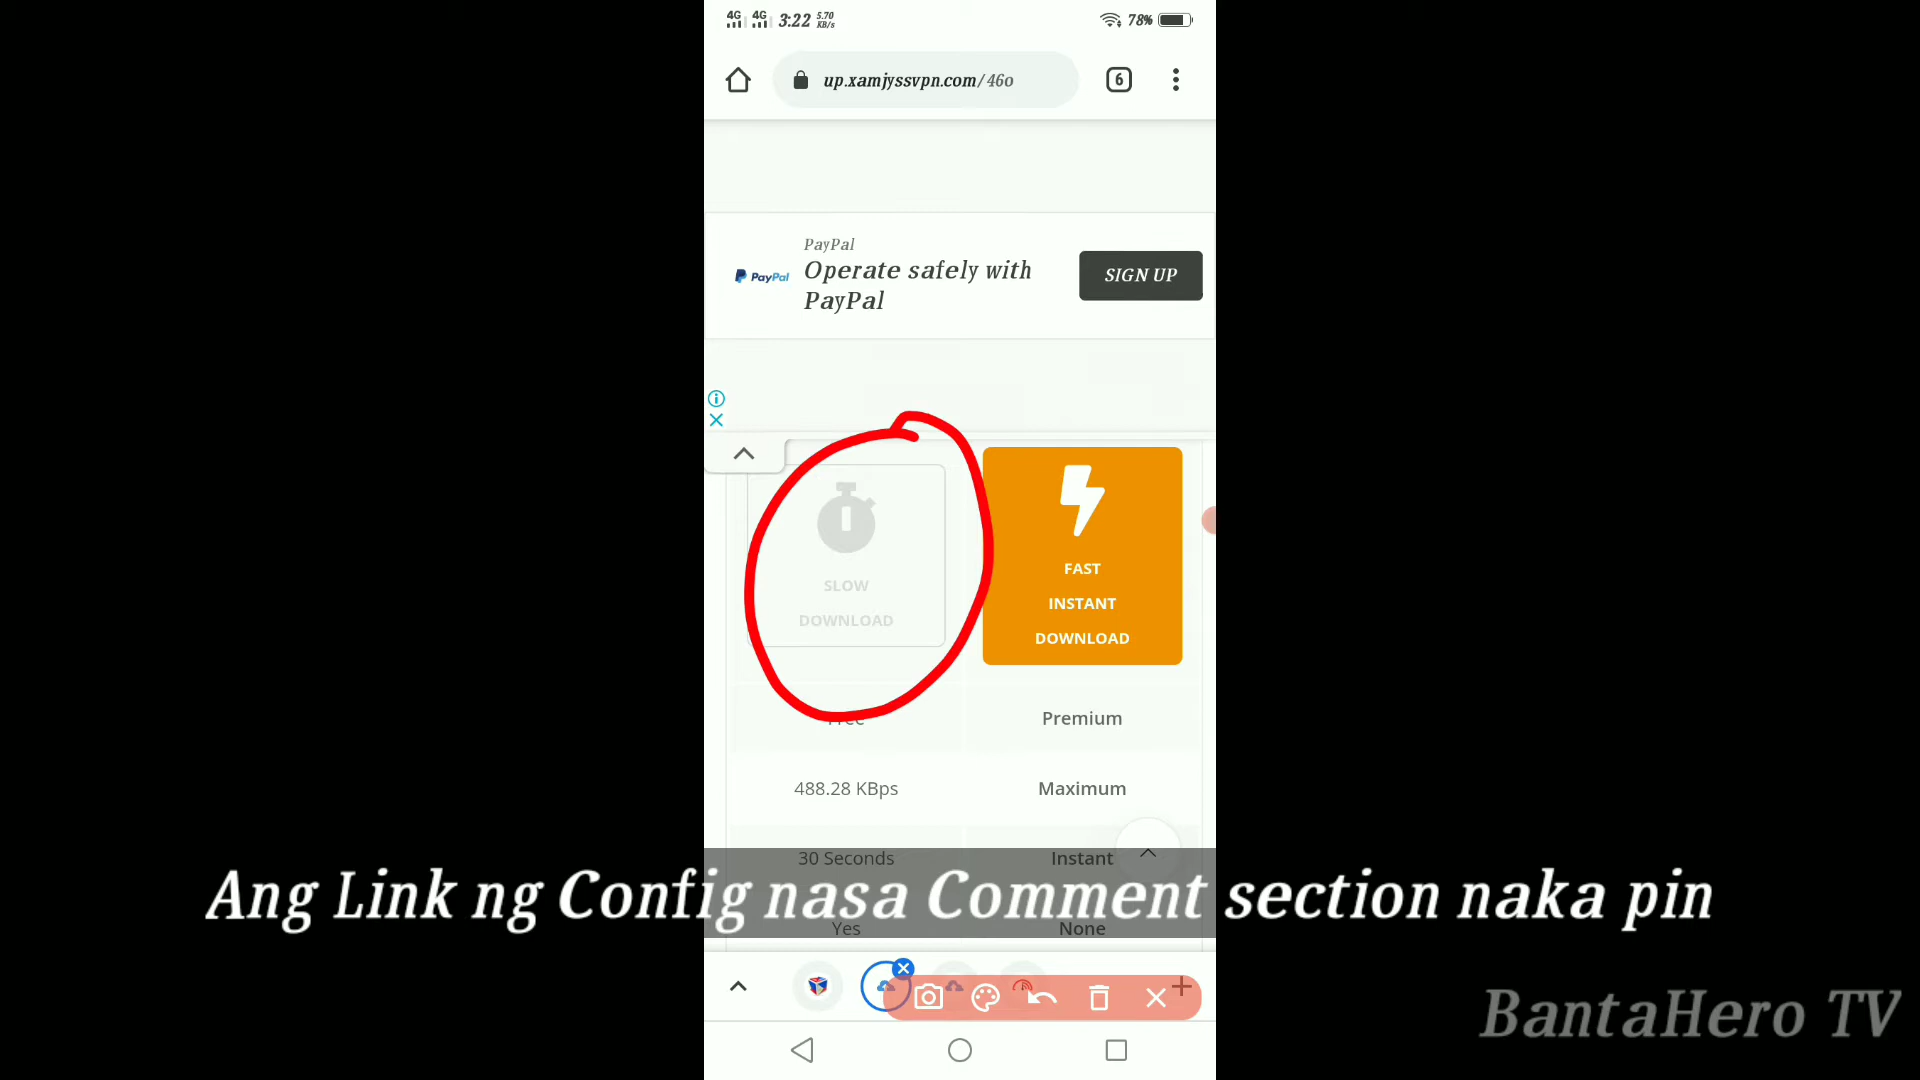 4G 4G 3:22 5.70 KB/s 78%
up.xamjyssvpn.com/46o 6
PayPal
PayPal Operate safely with PayPal
SIGN UP
SLOW
DOWNLOAD
FAST
INSTANT
DOWNLOAD
Free Premium
488.28 KBps Maximum
30 Seconds Instant
Ang Link ng Config nasa Comment section naka pin
Yes None
BantaHero TV